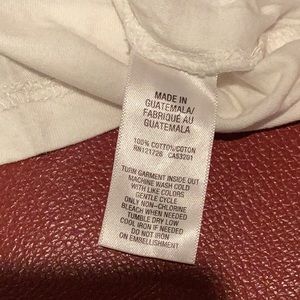 MADE IN
GUATEMALA/
FABRIQUÉ AU
GUATEMALA
100% COTTON/COTON
RN121726 CA53201
TURN GARMENT INSIDE OUT
MACHINE WASH COLD
WITH LIKE COLORS
GENTLE CYCLE
ONLY NON-CHLORINE
BLEACH WHEN NEEDED
TUMBLE DRY LOW
COOL IRON IF NEEDED
DO NOT IRON
ON EMBELLISHMENT